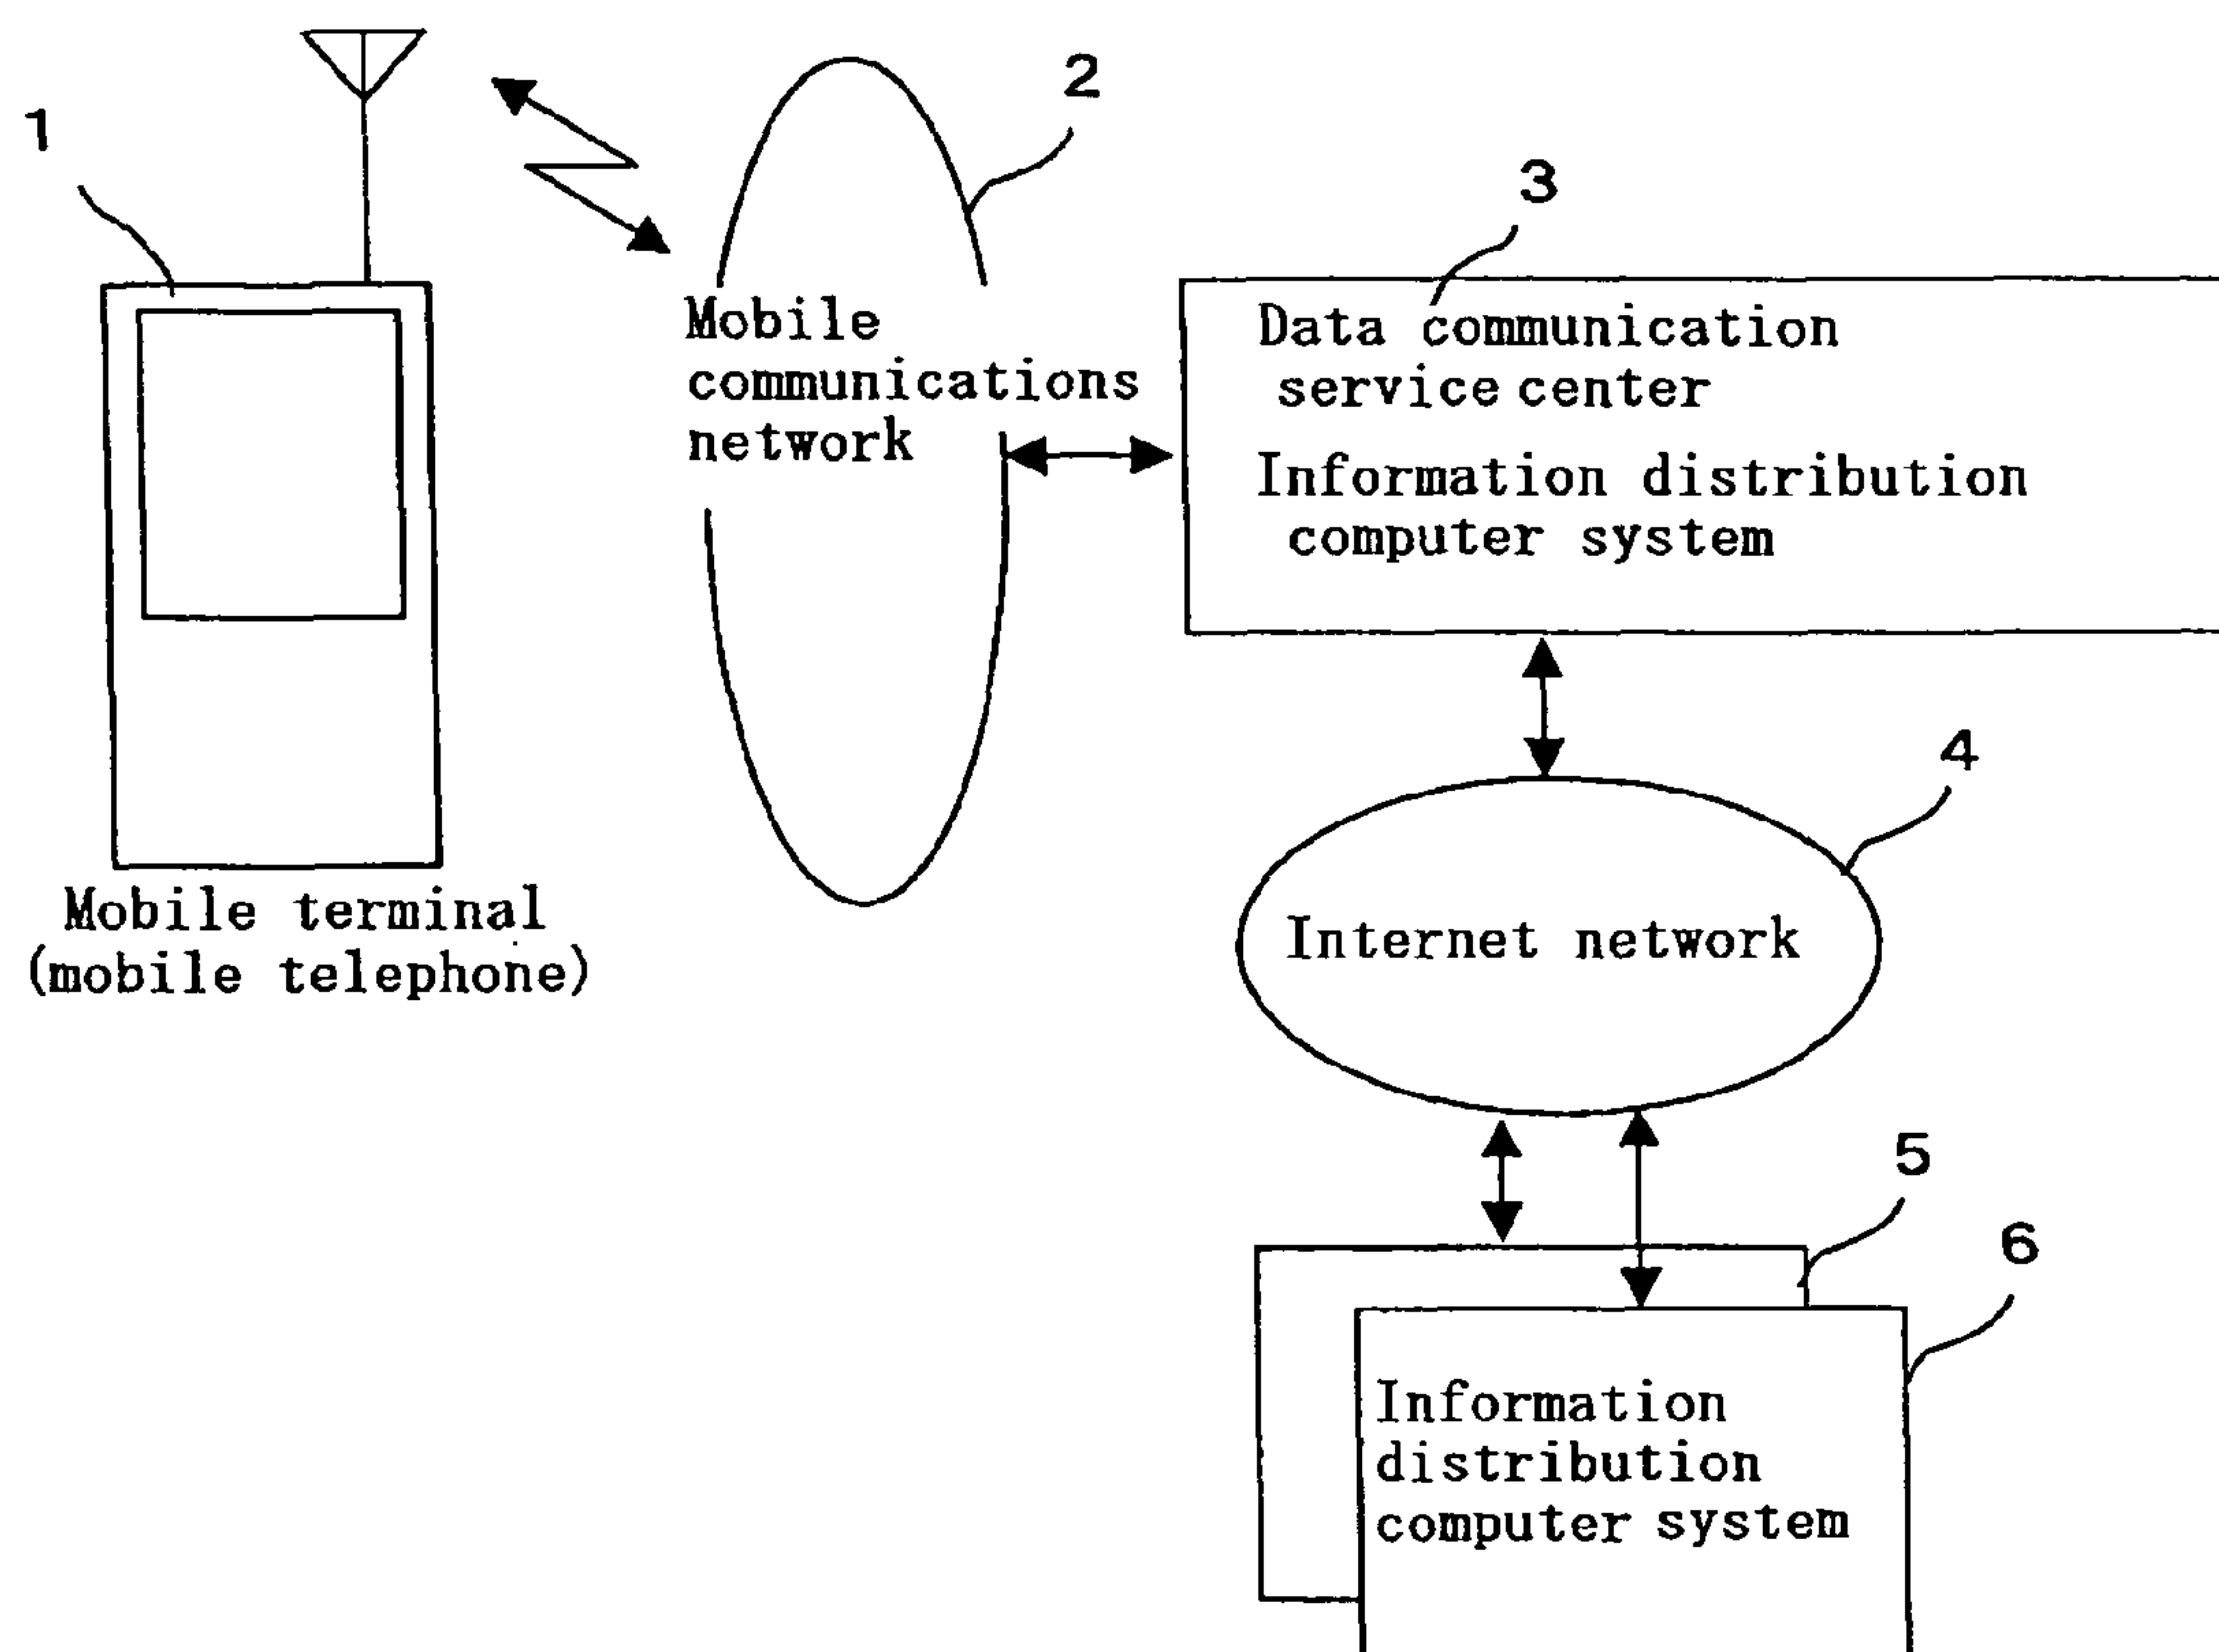 1
2
3
Mobile
communications
network
Data communication
service center
Information distribution
computer system
4
Mobile terminal
(mobile telephone)
Internet network
5
6
Information
distribution
computer system